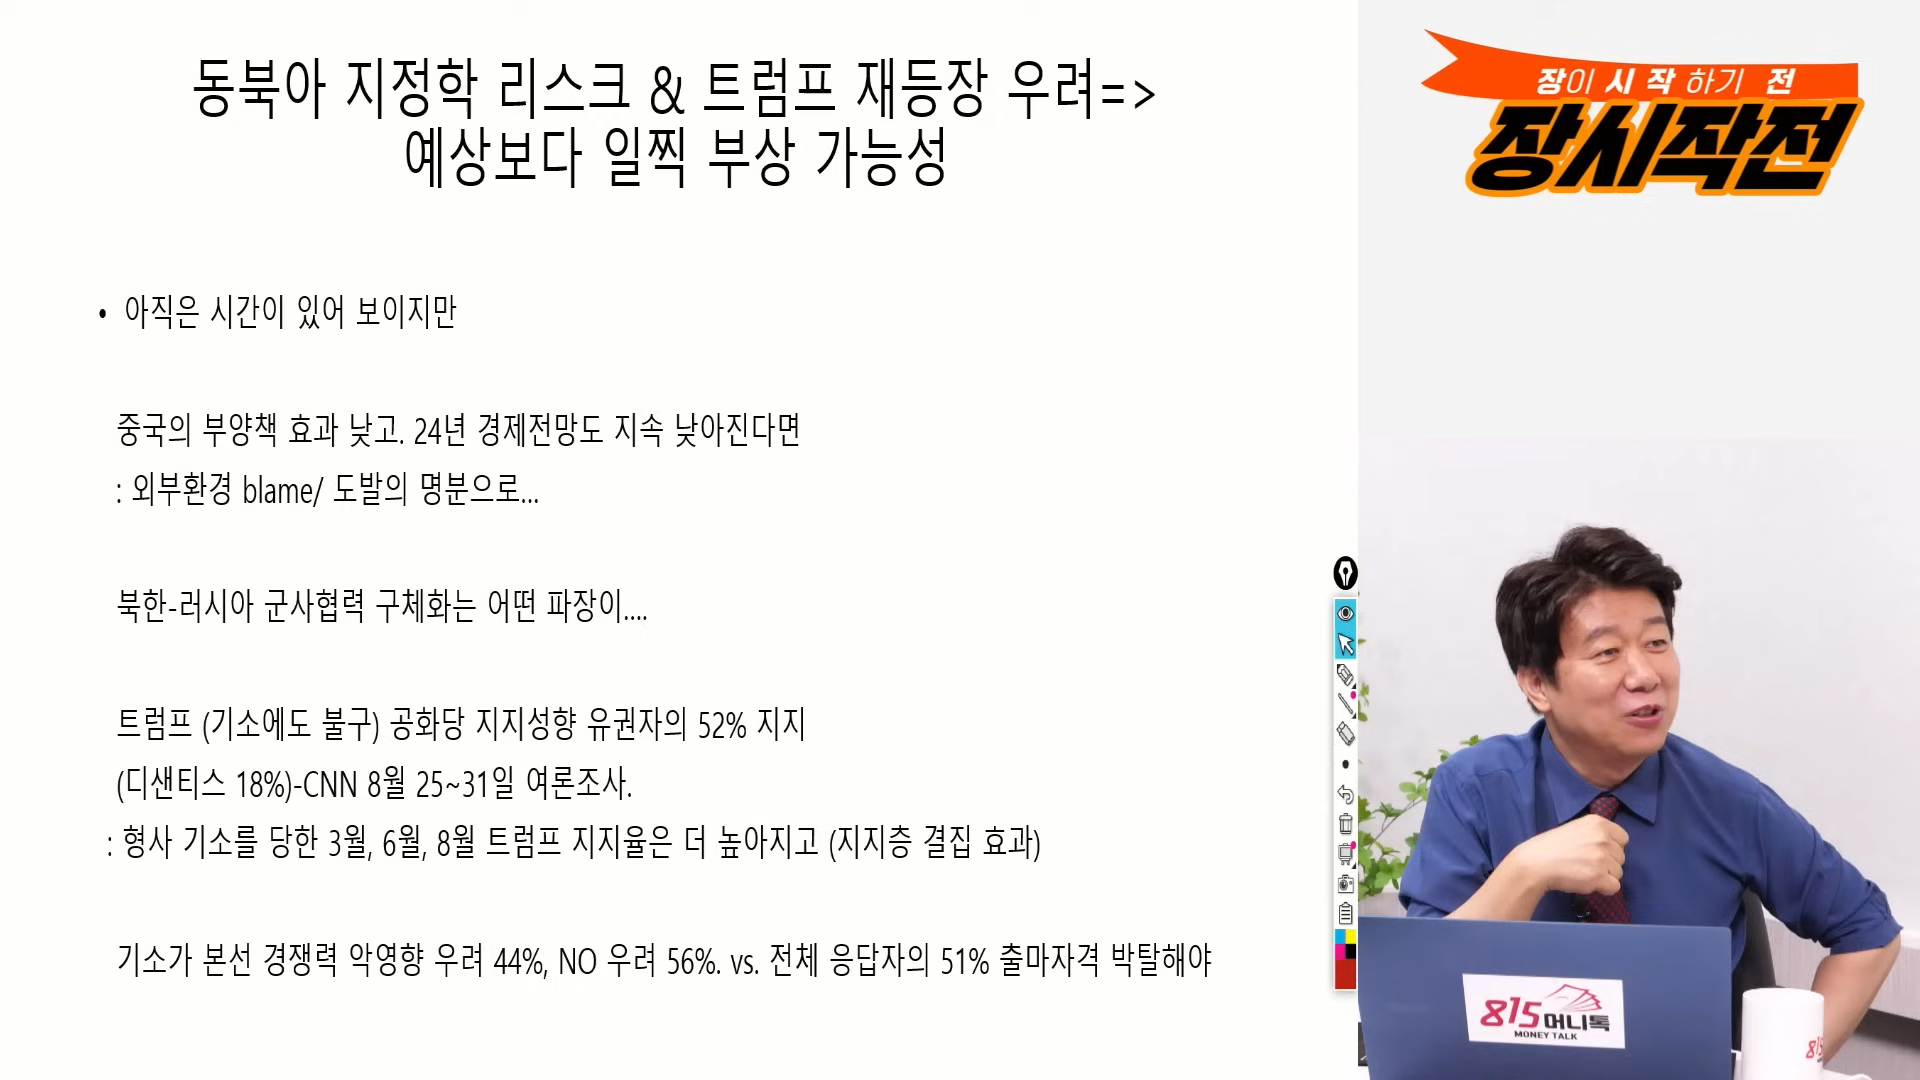 동북아 지정학 리스크 & 트럼프 재등장 우려=>
예상보다 일찍 부상 가능성
• 아직은 시간이 있어 보이지만
중국의 부양책 효과 낮고. 24년 경제전망도 지속 낮아진다면
: 외부환경 blame/ 도발의 명분으로...
북한-러시아 군사협력 구체화는 어떤 파장이....
트럼프 (기소에도 불구) 공화당 지지성향 유권자의 52% 지지
(디샌티스 18%)-CNN 8월 25~31일 여론조사.
: 형사 기소를 당한 3월, 6월, 8월 트럼프 지지율은 더 높아지고 (지지층 결집 효과)
기소가 본선 경쟁력 악영향 우려 44%, NO 우려 56%. vs. 전체 응답자의 51% 출마자격 박탈해야
장이 시작하기 전
장시작전
815머니톡
MONEY TALK